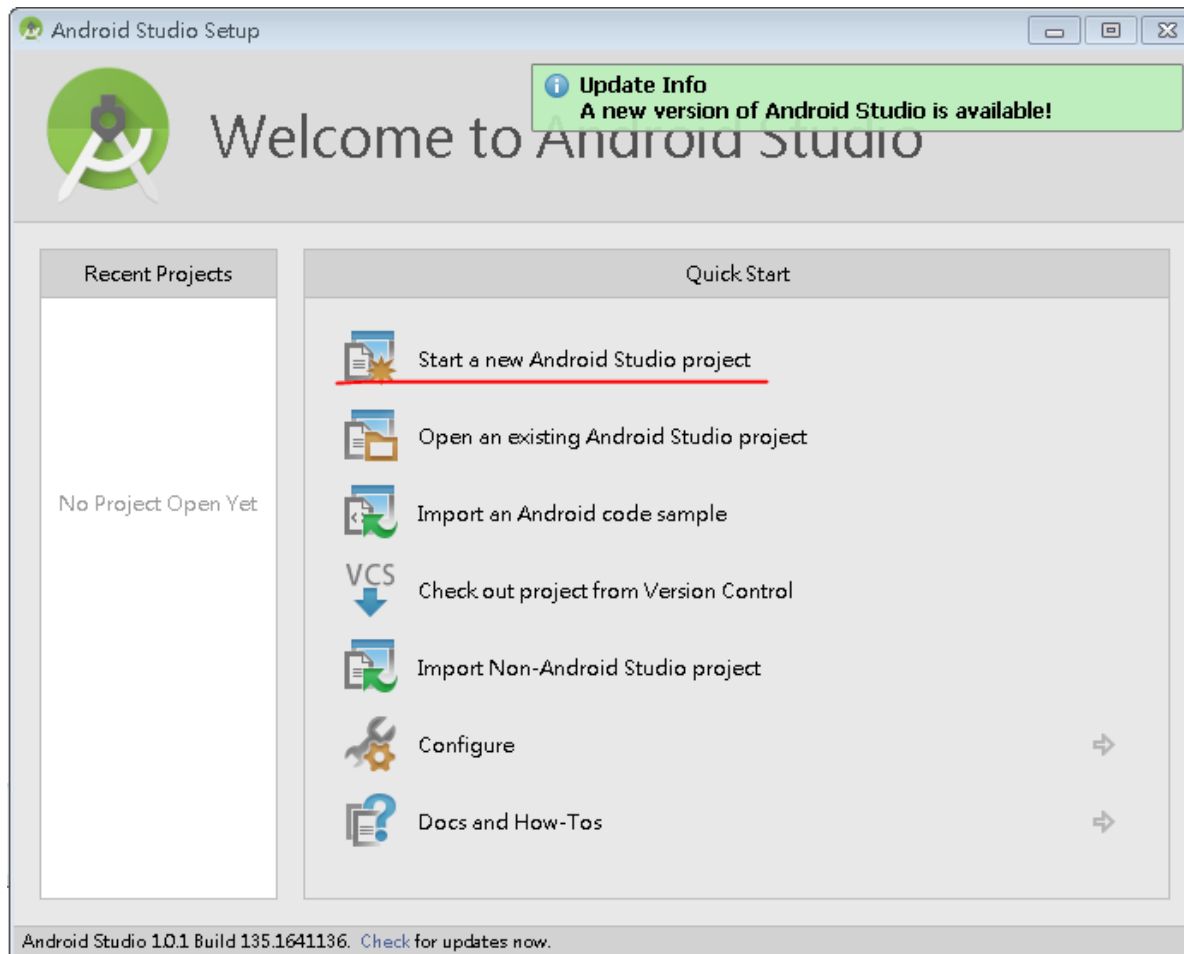 Android Studio Setup
Update Info
A new version of Android Studio is available!
Welcome to Android Studio
Recent Projects
No Project Open Yet
Quick Start
Start a new Android Studio project
Open an existing Android Studio project
Import an Android code sample
VCS
Check out project from Version Control
Import Non-Android Studio project
Configure
Docs and How-Tos
Android Studio 1.0.1 Build 135.1641136. Check for updates now.